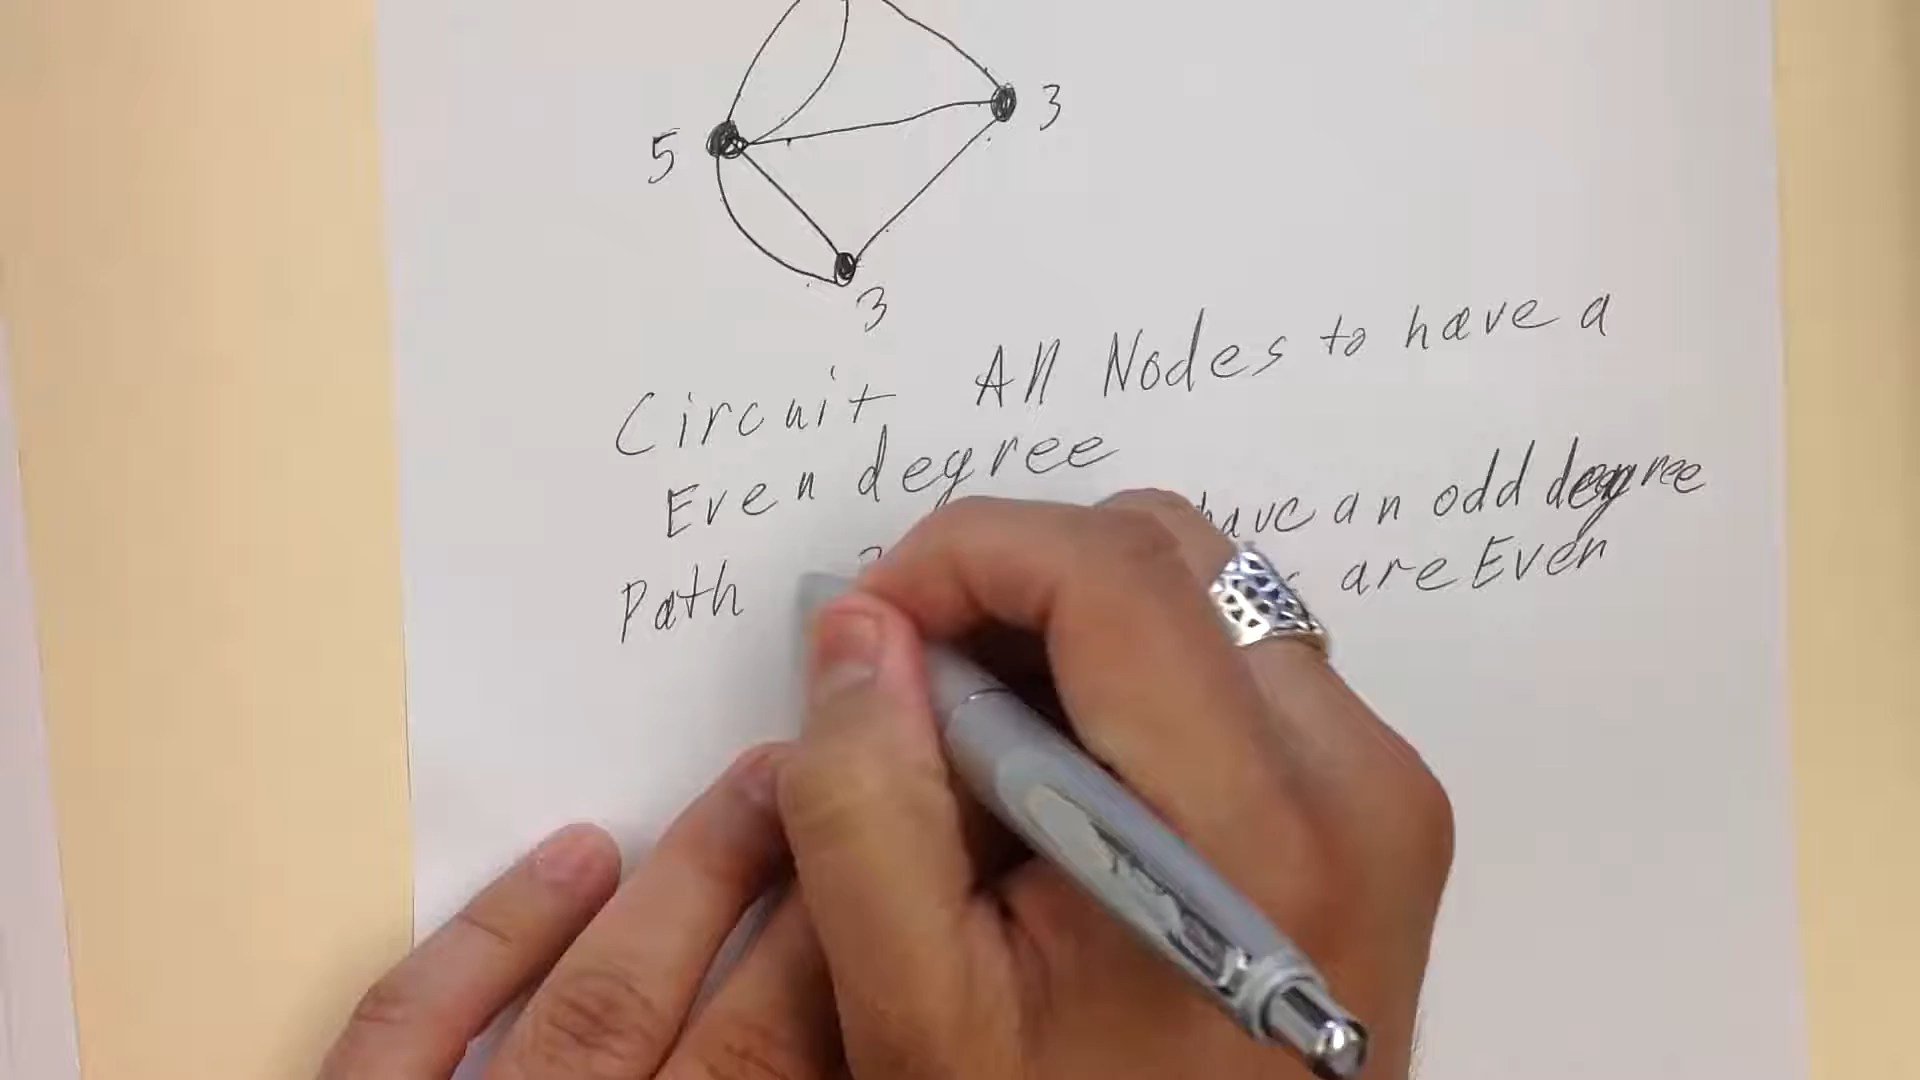 3
5
3
Circuit All Nodes to have a
Even degree
have an odd degree
Path are Even